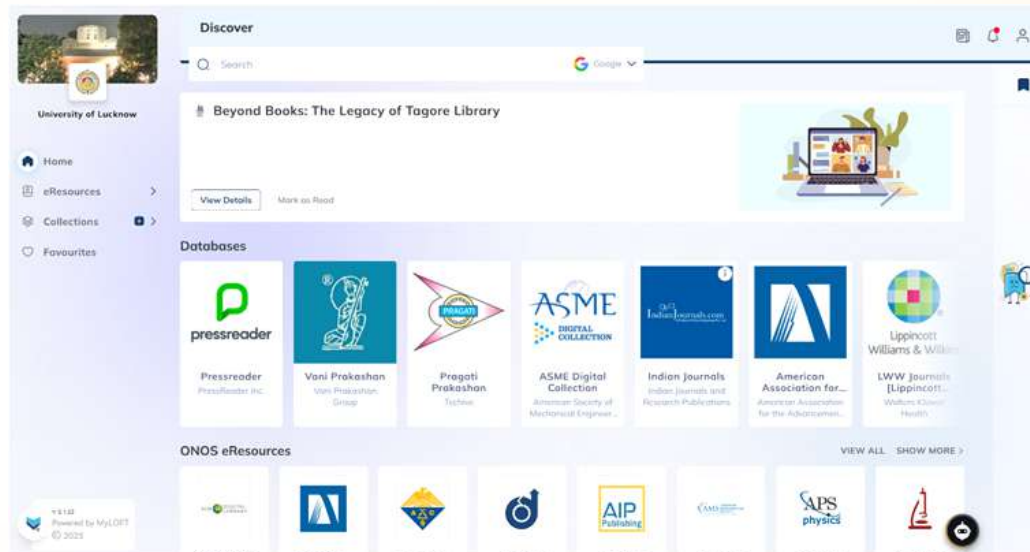 Discover
Search
Google
University of Lucknow
Beyond Books: The Legacy of Tagore Library
Home
eResources
Collections
Favourites
View Details
Mark as Read
Databases
pressreader
PRAGATI
ASME
DIGITAL
COLLECTION
IndianJournals.com
Lippincott
Williams &
Pressreader
PressReader Inc.
Vani Prakashan
Vani Prakashan
Group
Pragati
Prakashan
Technive
ASME Digital
Collection
American Society of
Mechanical Engineer...
Indian Journals
Indian Journals and
Research Publications
American
Association for...
American Association
for the Advancemen...
LWW Journals
[Lippincott...
Wolters Kluwer
Health
ONOS eResources
VIEW ALL
SHOW MORE
AIP
Publishing
APS
physics
Powered by MyLOFT
© 2025